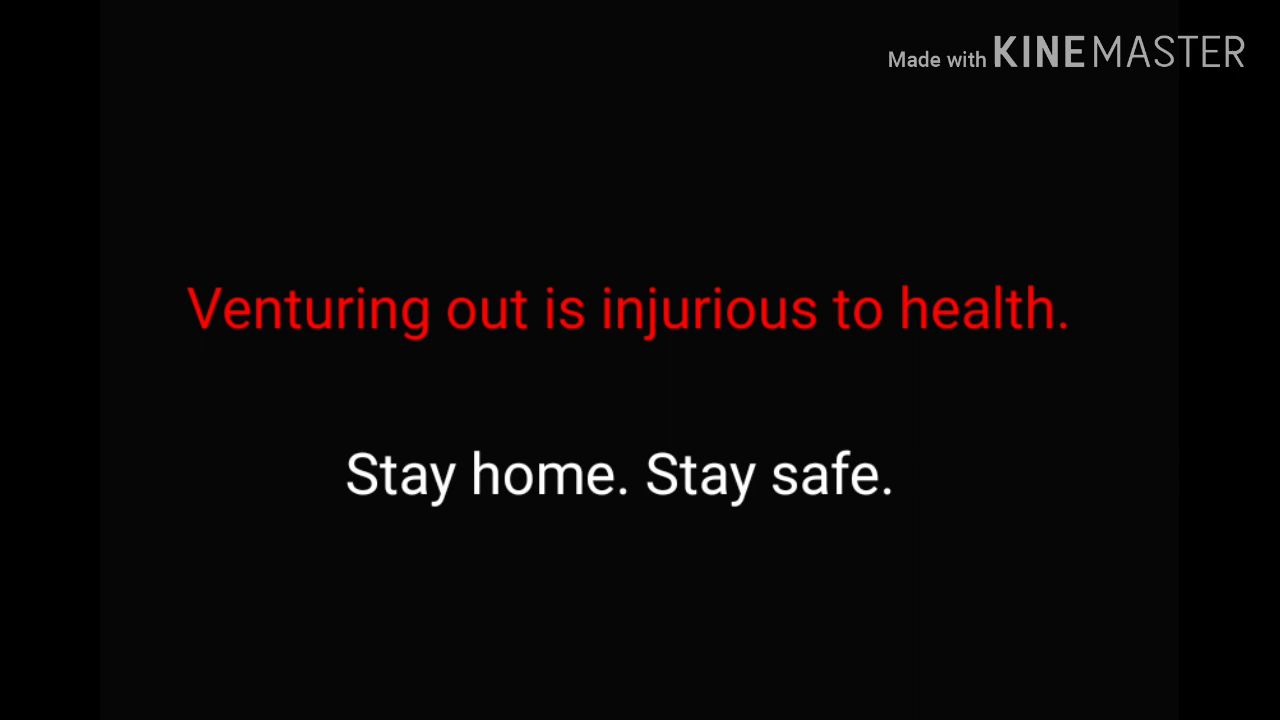 Made with KINEMASTER
Venturing out is injurious to health.
Stay home. Stay safe.